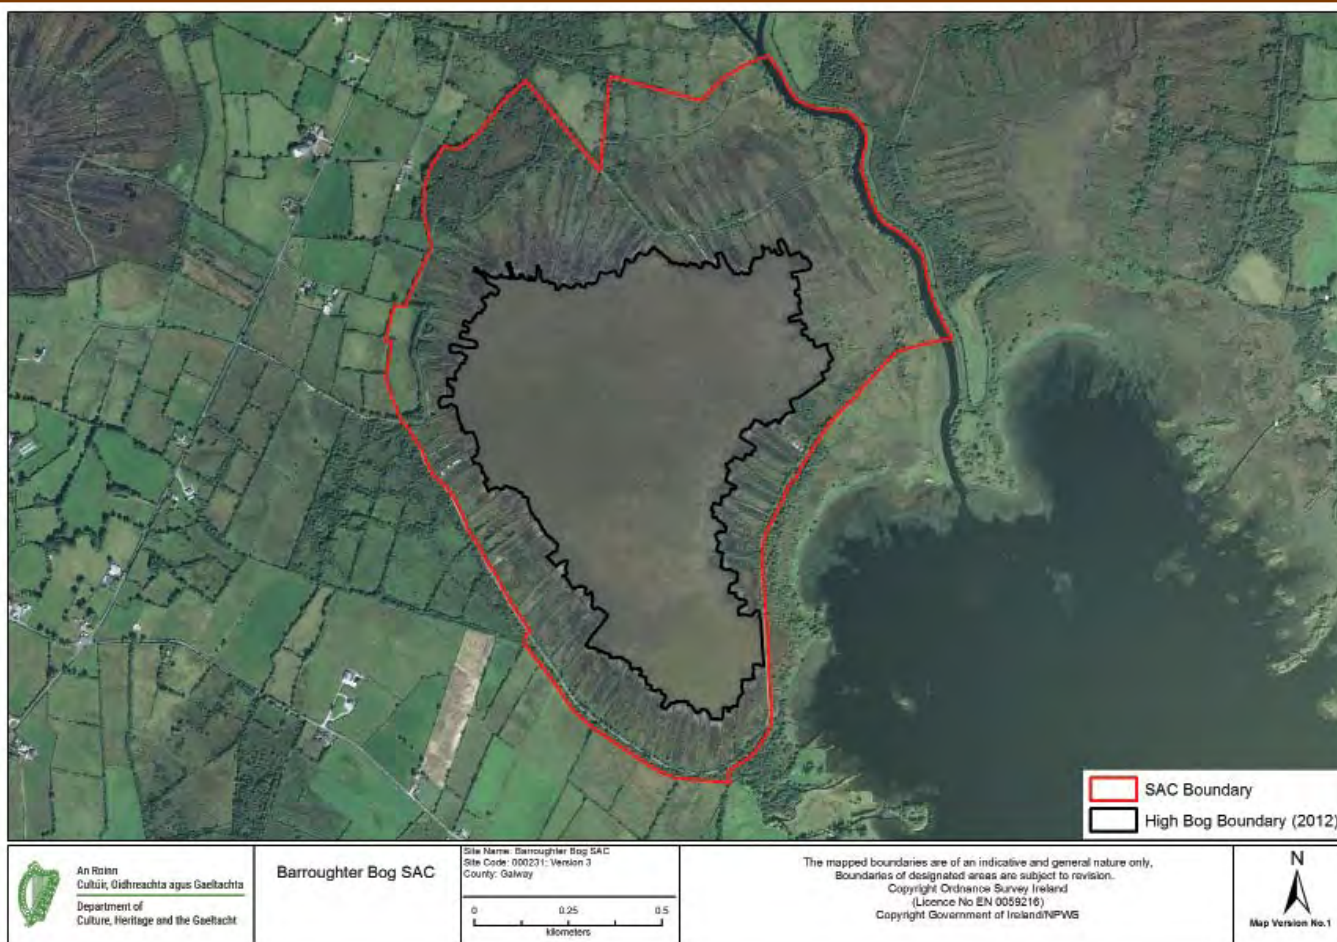 SAC Boundary
High Bog Boundary (2012)
An Roinn
Cultúir, Oidhreachta agus Gaeltachta
Department of
Culture, Heritage and the Gaeltacht
Barroughter Bog SAC
Site Name: Barroughter Bog SAC
Site Code: 000231; Version 3
County: Galway
0 0.25 0.5
kilometers
The mapped boundaries are of an indicative and general nature only.
Boundaries of designated areas are subject to revision.
Copyright Ordnance Survey Ireland
(Licence No EN 0059216)
Copyright Government of Ireland/NPWS
N
Map Version No.1